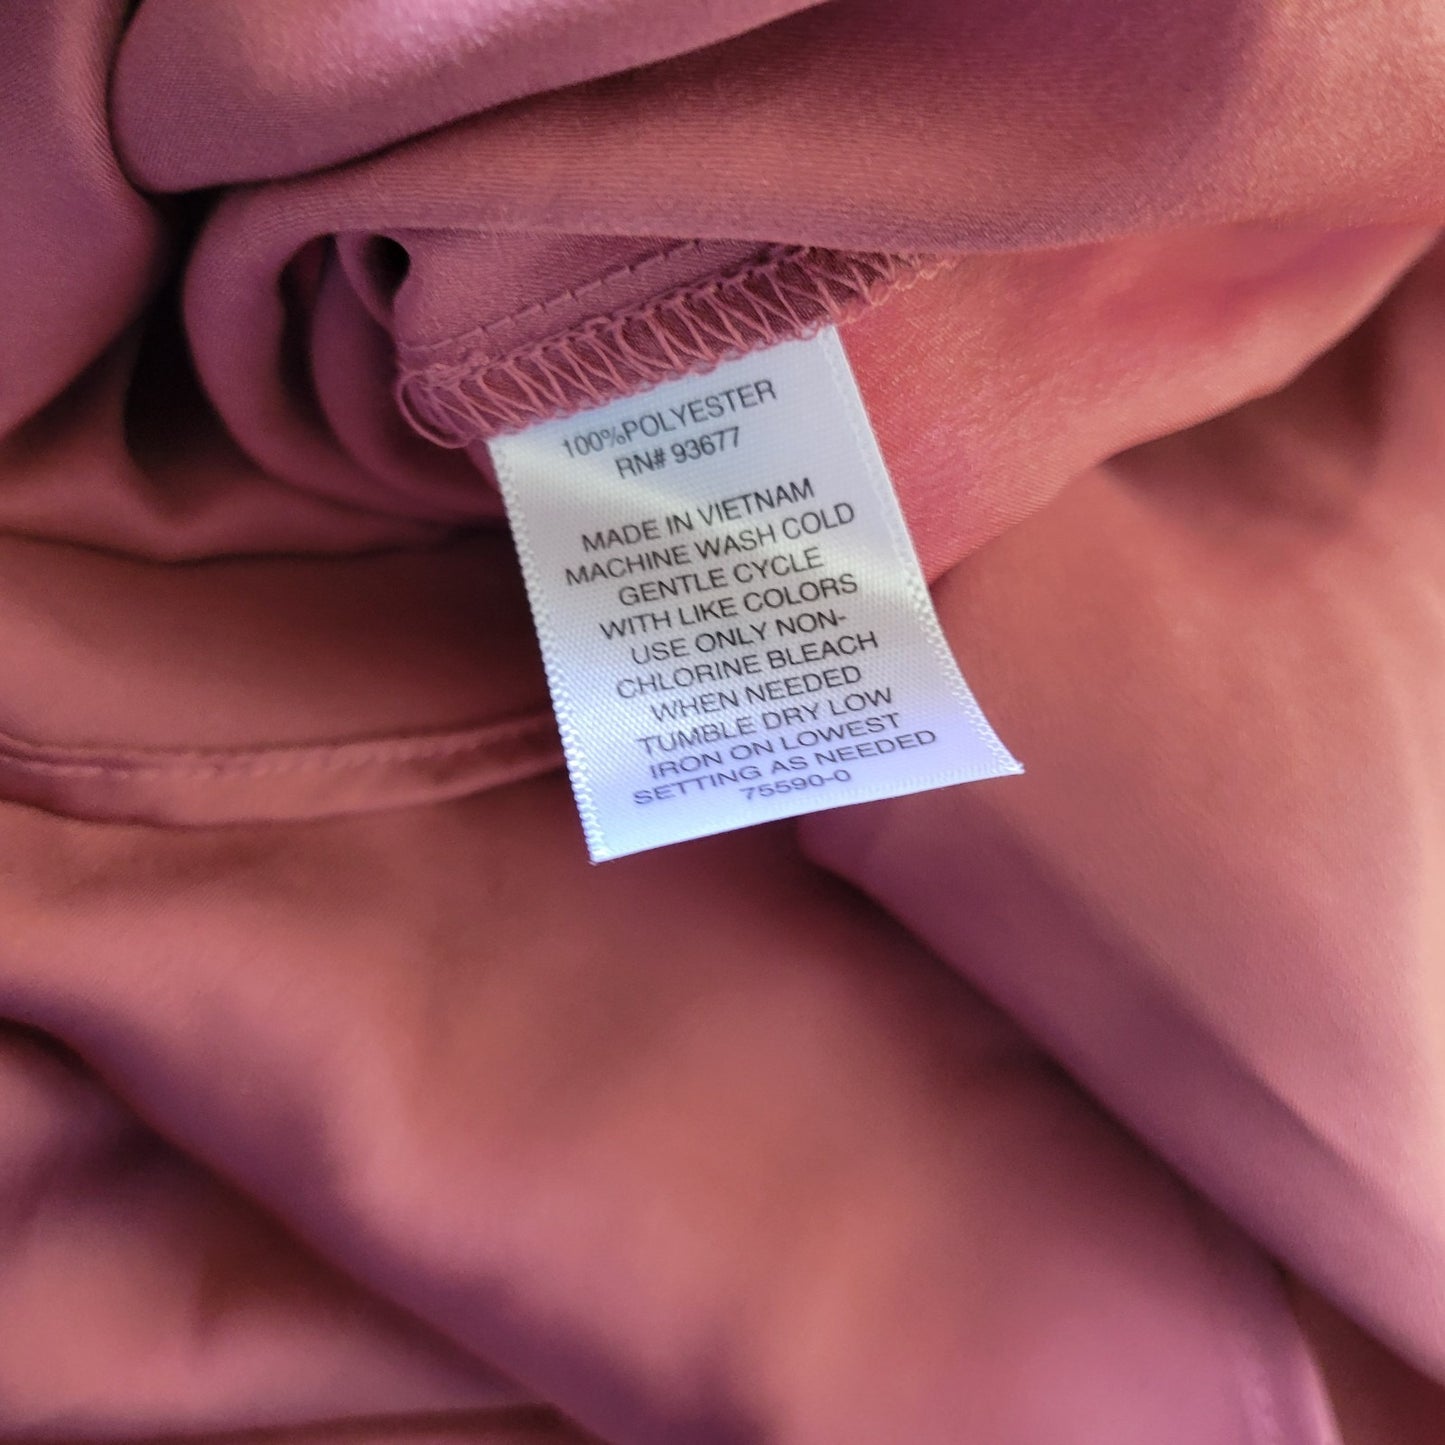 100%POLYESTER
RN# 93677
MADE IN VIETNAM
MACHINE WASH COLD
GENTLE CYCLE
WITH LIKE COLORS
USE ONLY NON-
CHLORINE BLEACH
WHEN NEEDED
TUMBLE DRY LOW
IRON ON LOWEST
SETTING AS NEEDED
75590-0